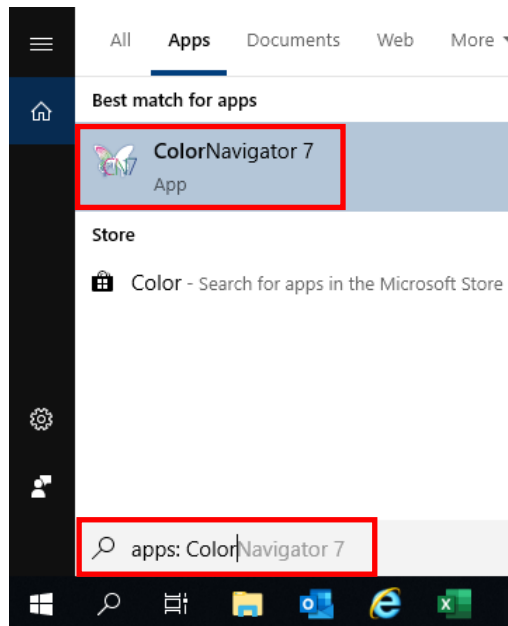 All Apps Documents Web More
Best match for apps
CN7 ColorNavigator 7
App
Store
Color - Search for apps in the Microsoft Store
apps: ColorNavigator 7